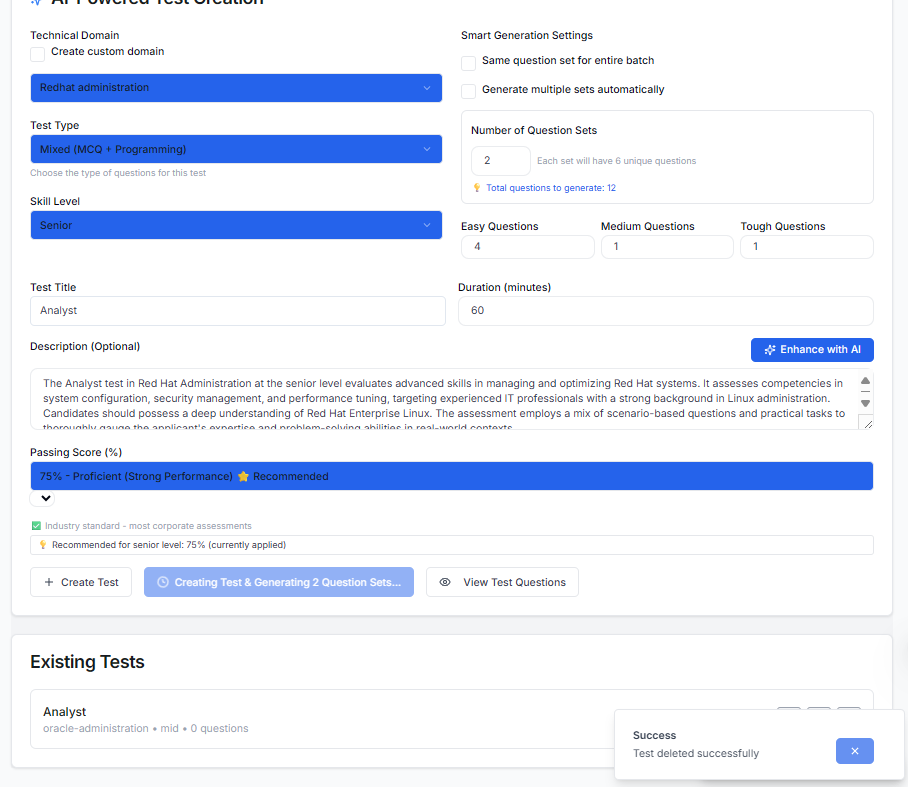 AI-Powered Test Creation
Technical Domain
Create custom domain
Redhat administration
Test Type
Mixed (MCQ + Programming)
Choose the type of questions for this test
Skill Level
Senior
Smart Generation Settings
Same question set for entire batch
Generate multiple sets automatically
Number of Question Sets
2 Each set will have 6 unique questions
Total questions to generate: 12
Easy Questions Medium Questions Tough Questions
4 1 1
Test Title
Analyst
Duration (minutes)
60
Description (Optional)
Enhance with AI
The Analyst test in Red Hat Administration at the senior level evaluates advanced skills in managing and optimizing Red Hat systems. It assesses competencies in
system configuration, security management, and performance tuning, targeting experienced IT professionals with a strong background in Linux administration.
Candidates should possess a deep understanding of Red Hat Enterprise Linux. The assessment employs a mix of scenario-based questions and practical tasks to
thoroughly gauge the applicant's expertise and problem-solving abilities in real-world contexts.
Passing Score (%)
75% - Proficient (Strong Performance) ⭐ Recommended
✅ Industry standard - most corporate assessments
💡 Recommended for senior level: 75% (currently applied)
+ Create Test
Creating Test & Generating 2 Question Sets...
View Test Questions
Existing Tests
Analyst
oracle-administration • mid • 0 questions
Success
Test deleted successfully